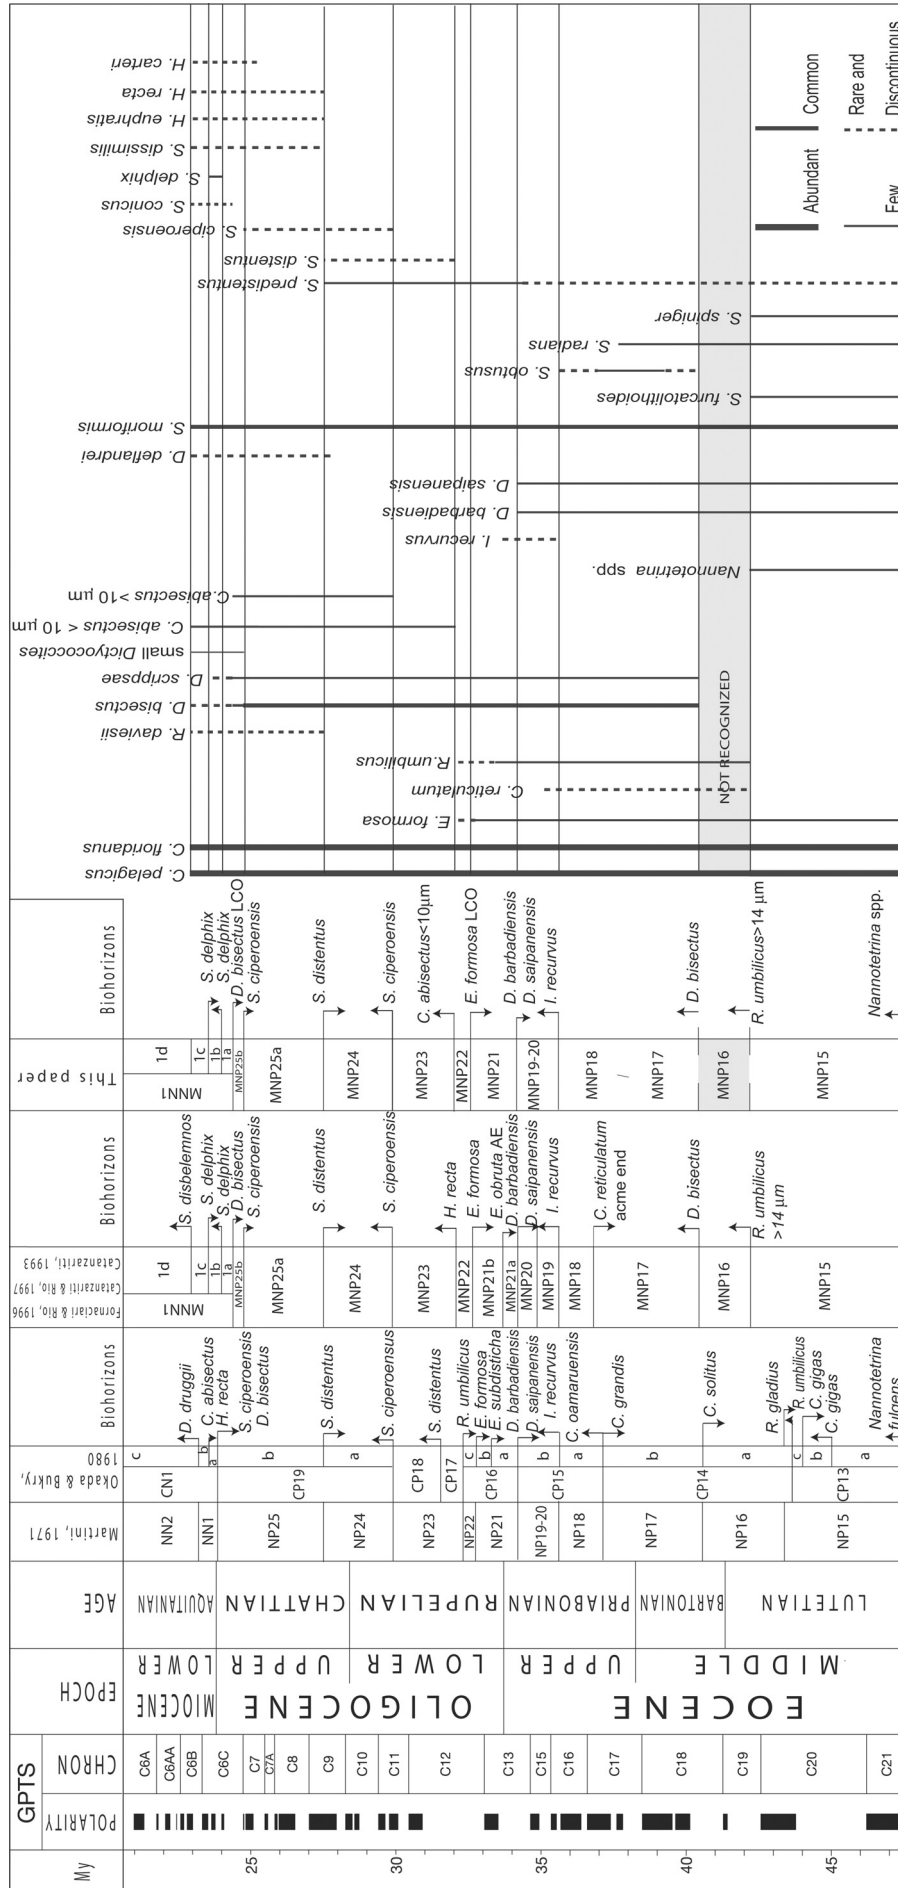 GPTS
My
POLARITY
CHRON
EPOCH
AGE
Martini, 1971
Okada & Bukry, 1980
Biohorizons
Fornaciari & Rio, 1996
Catanzariti & Rio, 1997
Catanzariti, 1993
Biohorizons
This paper
Biohorizons
25
30
35
40
45
C6A
C6AA
C6B
C6C
C7
C7A
C8
C9
C10
C11
C12
C13
C15
C16
C17
C18
C19
C20
C21
MIOCENE
OLIGOCENE
EOCENE
LOWER
UPPER
LOWER
UPPER
MIDDLE
AQUITANIAN
CHATTIAN
RUPELIAN
PRIABONIAN
BARTONIAN
LUTETIAN
NN2
NN1
NP25
NP24
NP23
NP22
NP21
NP19-20
NP18
NP17
NP16
NP15
CN1
CP19
CP18
CP17
CP16
CP15
CP14
CP13
c
b
a
b
a
c
b
a
b
a
b
a
c
b
a
D. druggii
C. abisectus
H. recta
S. ciperoensis
D. bisectus
S. distentus
S. ciperoensus
S. distentus
R. umbilicus
E. formosa
E. subdisticha
D. barbadiensis
D. saipanensis
I. recurvus
C. oamaruensis
C. grandis
C. solitus
R. gladius
R. umbilicus
C. gigas
C. gigas
Nannotetrina
fulgens
MNN1
1d
1c
1b
1a
MNP25b
MNP25a
MNP24
MNP23
MNP22
MNP21b
MNP21a
MNP20
MNP19
MNP18
MNP17
MNP16
MNP15
S. disbelemnos
S. delphix
S. delphix
D. bisectus
S. ciperoensis
S. distentus
S. ciperoensis
H. recta
E. formosa
E. obruta AE
D. barbadiensis
D. saipanensis
I. recurvus
C. reticulatum
acme end
D. bisectus
R. umbilicus
>14 µm
MNN1
1d
1c
1b
1a
MNP25b
MNP25a
MNP24
MNP23
MNP22
MNP21
MNP19-20
MNP18
/
MNP17
MNP16
MNP15
S. delphix
S. delphix
D. bisectus LCO
S. ciperoensis
S. distentus
S. ciperoensis
C. abisectus<10µm
E. formosa LCO
D. barbadiensis
D. saipanensis
I. recurvus
D. bisectus
R. umbilicus>14 µm
Nannotetrina spp.
C. pelagicus
C. floridanus
E. formosa
C. reticulatum
R.umbilicus
R. daviesii
D. bisectus
D. scrippsae
small Dictyococcites
C. abisectus < 10 µm
C.abisectus >10 µm
Nannotetrina spp.
I. recurvus
D. barbadiensis
D. saipanensis
D. deflandrei
S. moriformis
S. furcatolithoides
S. obtusus
S. radians
S. spiniger
S. predistentus
S. distentus
S. ciperoensis
S. conicus
S. delphix
S. dissimilis
H. euphratis
H. recta
H. carteri
NOT RECOGNIZED
Abundant
Common
Few
Rare and
Discontinuous